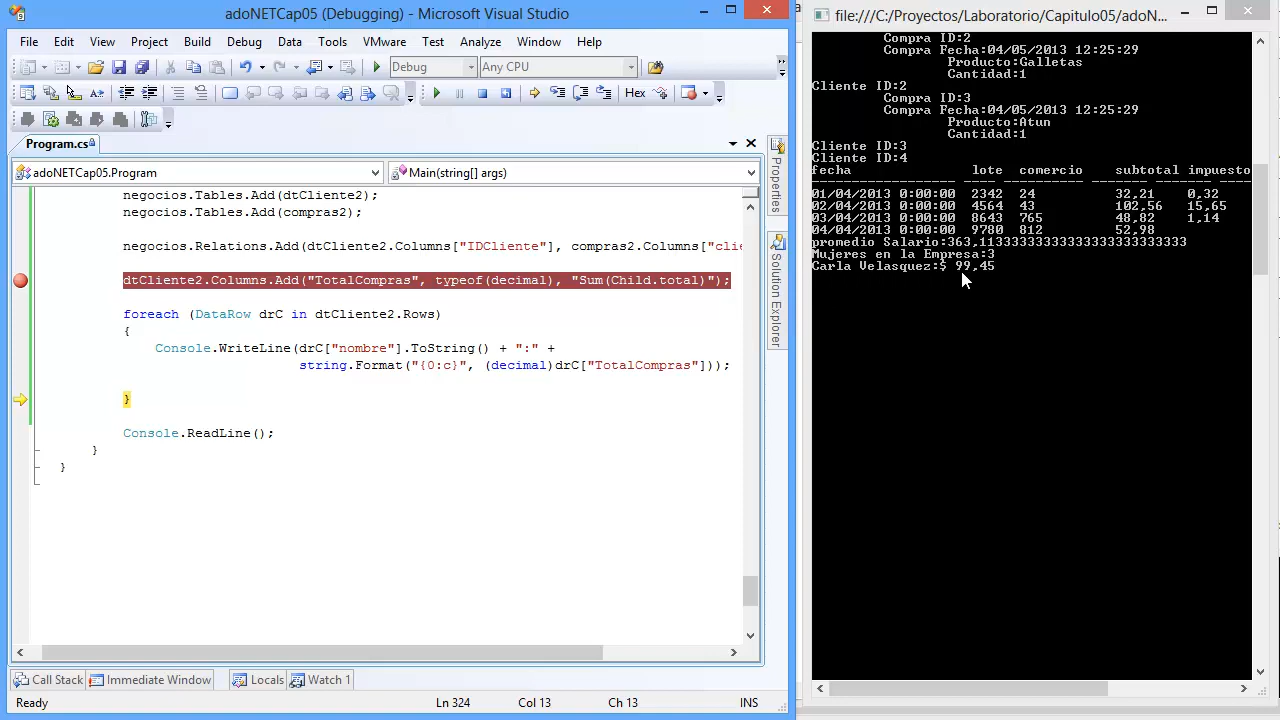 adoNETCap05 (Debugging) - Microsoft Visual Studio
File Edit View Project Build Debug Data Tools VMware Test Analyze Window Help
Debug Any CPU
Hex
Program.cs
adoNETCap05.Program Main(string[] args)
negocios.Tables.Add(dtCliente2);
negocios.Tables.Add(compras2);
negocios.Relations.Add(dtCliente2.Columns["IDCliente"], compras2.Columns["clie
dtCliente2.Columns.Add("TotalCompras", typeof(decimal), "Sum(Child.total)");
foreach (DataRow drC in dtCliente2.Rows)
{
Console.WriteLine(drC["nombre"].ToString() + ":" +
string.Format("{0:c}", (decimal)drC["TotalCompras"]));
}
Console.ReadLine();
}
}
Properties
Solution Explorer
Call Stack Immediate Window Locals Watch 1
Ready Ln 324 Col 13 Ch 13 INS
file:///C:/Proyectos/Laboratorio/Capitulo05/adoN...
Compra ID:2
Compra Fecha:04/05/2013 12:25:29
Producto:Galletas
Cantidad:1
Cliente ID:2
Compra ID:3
Compra Fecha:04/05/2013 12:25:29
Producto:Atun
Cantidad:1
Cliente ID:3
Cliente ID:4
fecha lote comercio subtotal impuesto
01/04/2013 0:00:00 2342 24 32,21 0,32
02/04/2013 0:00:00 4564 43 102,56 15,65
03/04/2013 0:00:00 8643 765 48,82 1,14
04/04/2013 0:00:00 9780 812 52,98
promedio Salario:363,113333333333333333333333
Mujeres en la Empresa:3
Carla Velasquez:$ 99,45